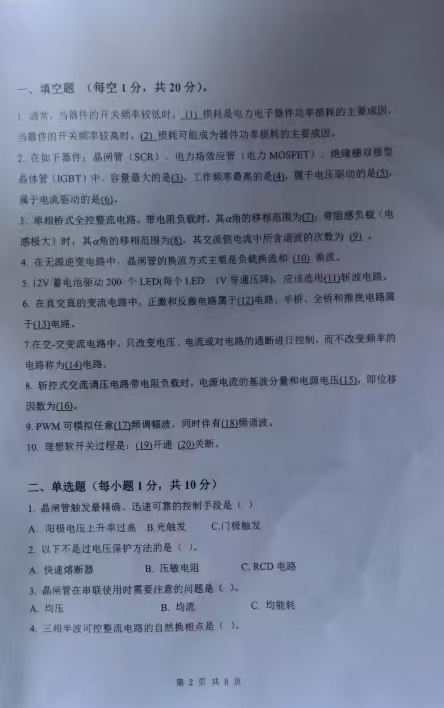 一、填空题 （每空 1 分，共 20 分）。
1. 通常，当器件的开关频率较低时，(1) 损耗是电力电子器件功率损耗的主要成因，
当器件的开关频率较高时，(2) 损耗可能成为器件功率损耗的主要成因。
2. 在如下器件：晶闸管（SCR）、电力场效应管（电力 MOSFET）、绝缘栅双极型
晶体管（IGBT）中，容量最大的是(3)，工作频率最高的是(4)，属于电压驱动的是(5)，
属于电流驱动的是(6)。
3. 单相桥式全控整流电路，带电阻负载时，其α角的移相范围为(7)；带阻感负载（电
感极大）时，其α角的移相范围为(8)，其交流侧电流中所含谐波的次数为 (9) 。
4. 在无源逆变电路中，晶闸管的换流方式主要是负载换流和 (10) 换流。
5. 12V 蓄电池驱动 200 个 LED(每个 LED 1V 导通压降)，应该选用(11)斩波电路。
6. 在直交直的变流电路中，正激和反激电路属于(12)电路；半桥、全桥和推挽电路属
于(13)电路。
7.在交-交变流电路中，只改变电压、电流或对电路的通断进行控制，而不改变频率的
电路称为(14)电路。
8. 斩控式交流调压电路带电阻负载时，电源电流的基波分量和电源电压(15)，即位移
因数为(16)。
9. PWM 可模拟任意(17)频调幅波，同时伴有(18)频谐波。
10. 理想软开关过程是：(19)开通 (20)关断。
二、单选题（每小题 1 分，共 10 分）
1. 晶闸管触发最精确、迅速可靠的控制手段是（ ）
A. 阳极电压上升率过高 B.光触发 C.门极触发
2. 以下不是过电压保护方法的是（ ）。
A. 快速熔断器 B. 压敏电阻 C. RCD 电路
3. 晶闸管在串联使用时需要注意的问题是（ ）。
A. 均压 B. 均流 C. 均能耗
4. 三相半波可控整流电路的自然换相点是（ ）。
第 2 页 共 8 页